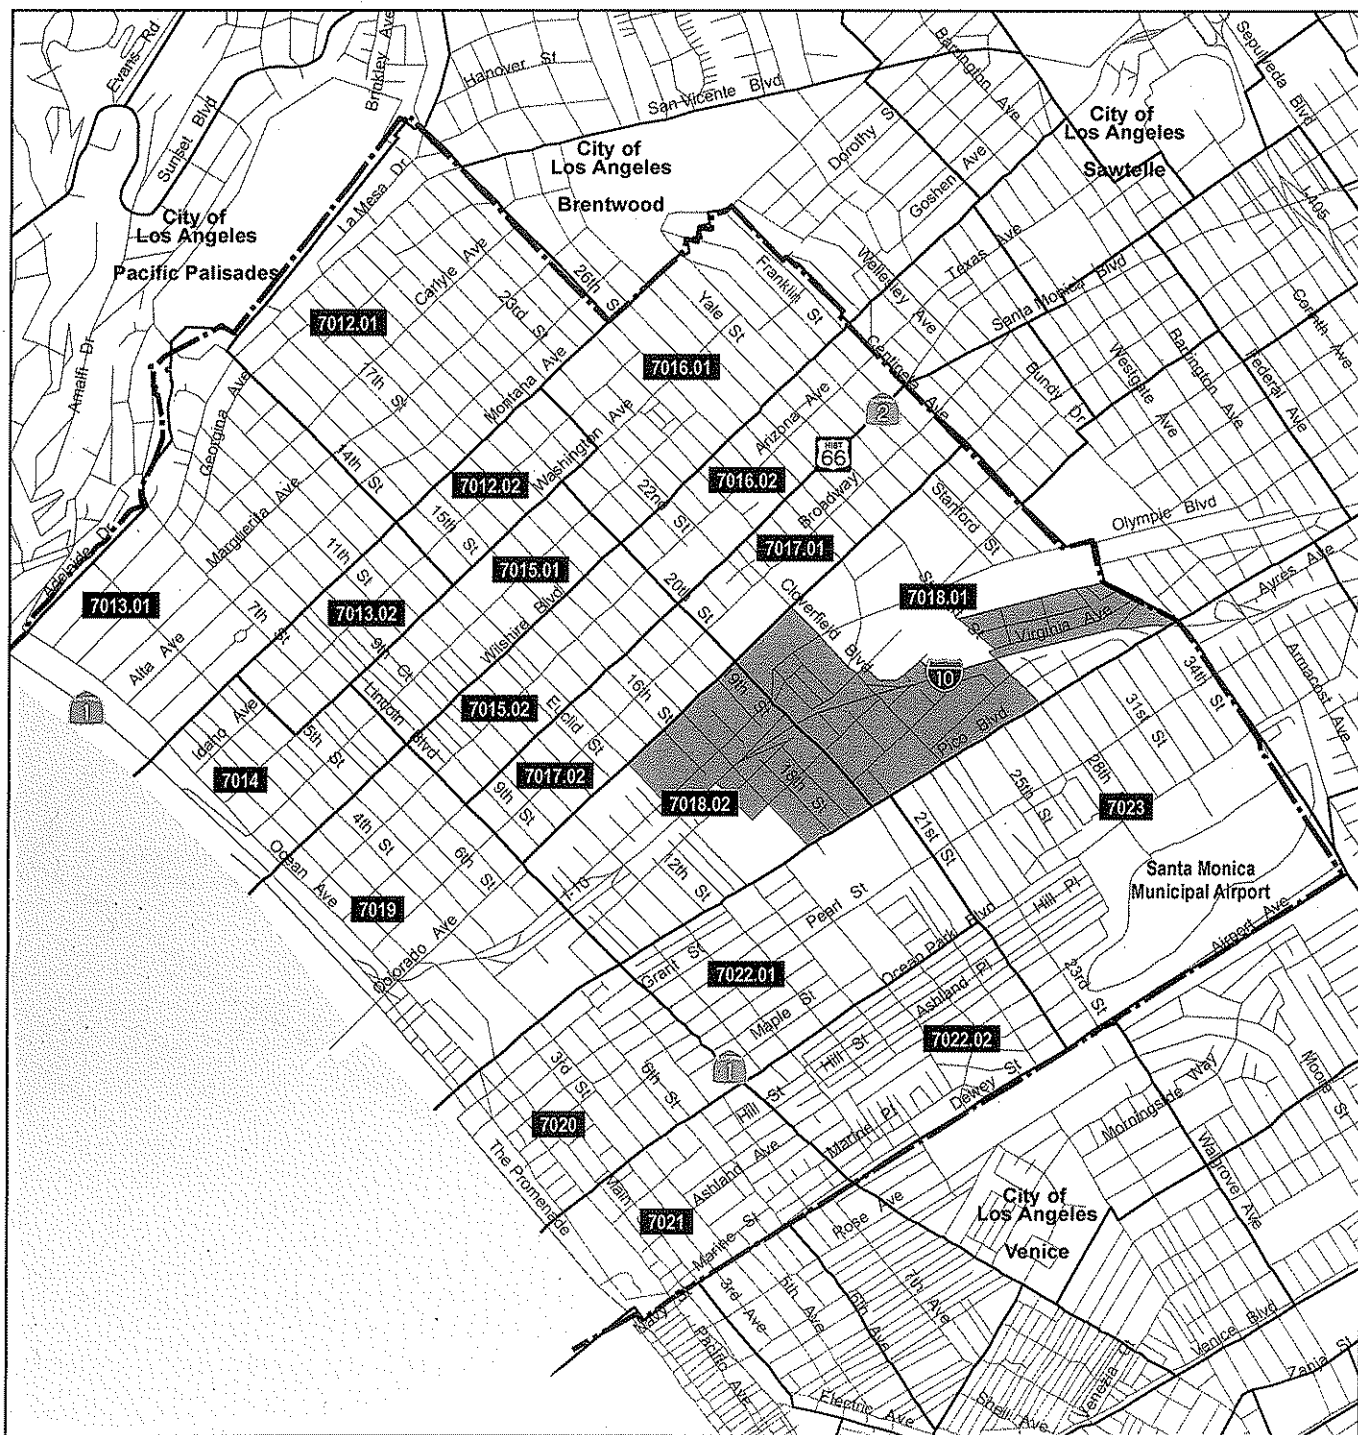 Evans Rd
Sunset Blvd
Brinkley Ave
Hanover St
San Vicente Blvd
Barrington Ave
Sepulveda Blvd
City of
Los Angeles
Sawtelle
City of
Los Angeles
Brentwood
City of
Los Angeles
Pacific Palisades
Dorothy S
Goshen Ave
I-405
La Mesa Dr
Carlyle Ave
26th St
23rd St
Franklin St
Yale St
Wellesley Ave
Texas Ave
Santa Monica Blvd
Corinth Ave
Amalfi Dr
7012.01
17th St
Montana Ave
7016.01
Centinela Ave
Bundy Dr
Westgate Ave
Barrington Ave
Federal Ave
Georgina Ave
14th St
Washington Ave
Arizona Ave
2
HIST
66
Marguerita Ave
7012.02
22nd St
7016.02
Broadway
Stanford St
Olympic Blvd
15th St
11th St
Adelaide Dr
7013.01
7013.02
7015.01
7017.01
20th St
Cloverfield Blvd
7018.01
Ayres Ave
Virginia Ave
7th St
9th Ct
Wilshire Blvd
Alta Ave
Lincoln Blvd
16th St
10
34th St
Armacost Ave
1
Idaho Ave
5th St
7015.02
Euclid St
9th St
Pico Blvd
31st St
7014
7017.02
9th St
7018.02
18th St
28th
25th St
7023
21st St
4th St
6th St
Ocean Ave
I-10
12th St
Pearl St
Hill Pl
Santa Monica
Municipal Airport
7019
Colorado Ave
Grant St
7022.01
Ocean Park Blvd
Ashland Pl
Airport Ave
23rd St
Maple St
7022.02
Hill St
3rd St
6th St
1
Hill St
Marine Pl
Dewey St
Morningside Way
Moore St
7020
The Promenade
Main
Ashland Ave
Walgrove Ave
City of
Los Angeles
Venice
7021
Marine St
Rose Ave
7th Ave
Navy
3rd Ave
5th Ave
6th Ave
Pacific Ave
Venice Blvd
Venezia Ct
Zanja St
Electric Ave
Shell Ave